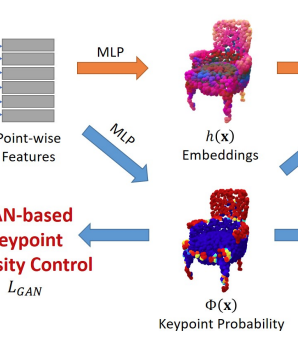 MLP
h(x)
Embeddings
Point-wise
Features
MLP
AN-based
eypoint
sity Control
L_GAN
Φ(x)
Keypoint Probability